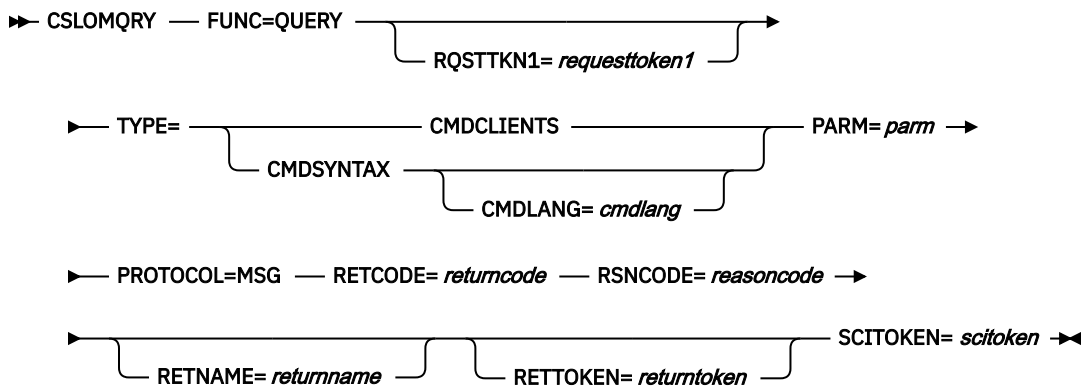 CSLOMQRY FUNC=QUERY
RQSTTKN1= requesttoken1
TYPE= CMDCLIENTS PARM= parm
CMDSYNTAX
CMDLANG= cmdlang
PROTOCOL=MSG RETCODE= returncode RSNCODE= reasoncode
SCITOKEN= scitoken
RETNAME= returnname RETTOKEN= returntoken